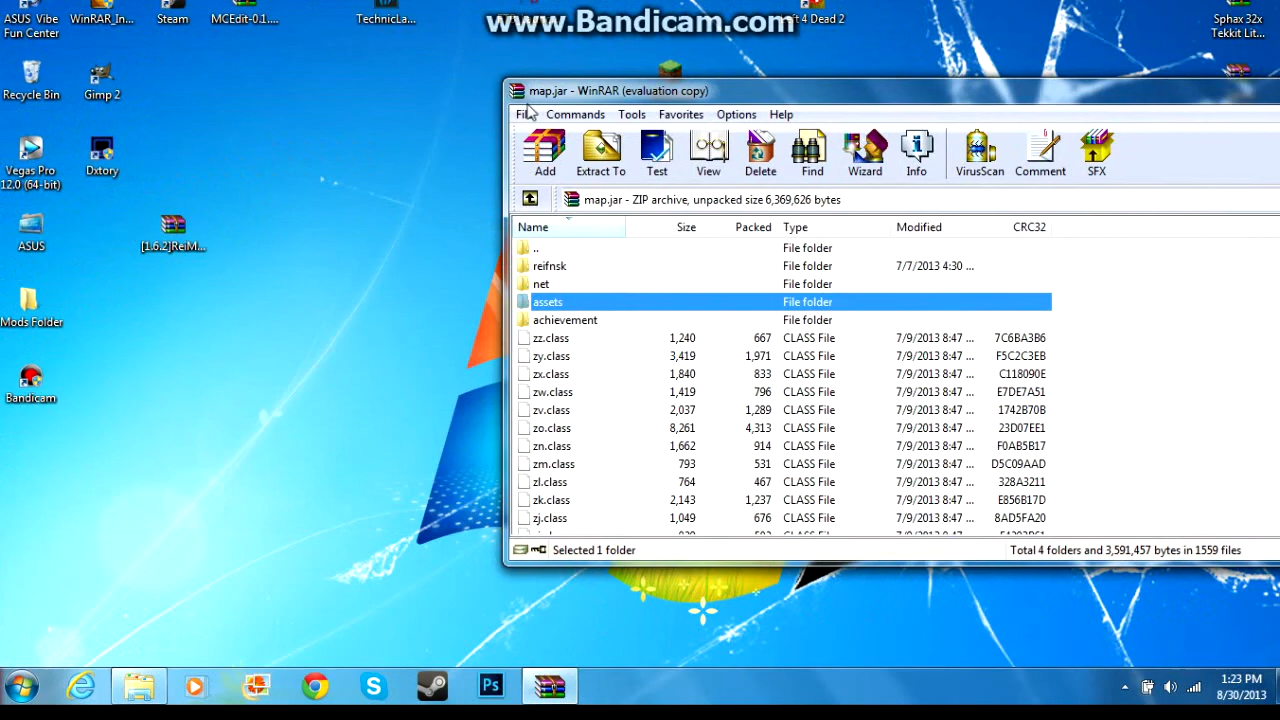 www.Bandicam.com
ASUS Vibe
Fun Center
WinRAR_In...
Steam
MCEdit-0.1....
TechnicLa...
ft 4 Dead 2
Sphax 32x
Tekkit Lit...
Recycle Bin
Gimp 2
Vegas Pro
12.0 (64-bit)
Dxtory
ASUS
[1.6.2]ReiM...
Mods Folder
Bandicam
map.jar - WinRAR (evaluation copy)
File Commands Tools Favorites Options Help
Add Extract To Test View Delete Find Wizard Info VirusScan Comment SFX
map.jar - ZIP archive, unpacked size 6,369,626 bytes
Name Size Packed Type Modified CRC32
.. File folder
reifnsk File folder 7/7/2013 4:30 ...
net File folder
assets File folder
achievement File folder
zz.class 1,240 667 CLASS File 7/9/2013 8:47 ... 7C6BA3B6
zy.class 3,419 1,971 CLASS File 7/9/2013 8:47 ... F5C2C3EB
zx.class 1,840 833 CLASS File 7/9/2013 8:47 ... C118090E
zw.class 1,419 796 CLASS File 7/9/2013 8:47 ... E7DE7A51
zv.class 2,037 1,289 CLASS File 7/9/2013 8:47 ... 1742B70B
zo.class 8,261 4,313 CLASS File 7/9/2013 8:47 ... 23D07EE1
zn.class 1,662 914 CLASS File 7/9/2013 8:47 ... F0AB5B17
zm.class 793 531 CLASS File 7/9/2013 8:47 ... D5C09AAD
zl.class 764 467 CLASS File 7/9/2013 8:47 ... 328A3211
zk.class 2,143 1,237 CLASS File 7/9/2013 8:47 ... E856B17D
zj.class 1,049 676 CLASS File 7/9/2013 8:47 ... 8AD5FA20
Selected 1 folder
Total 4 folders and 3,591,457 bytes in 1559 files
Ps
1:23 PM
8/30/2013